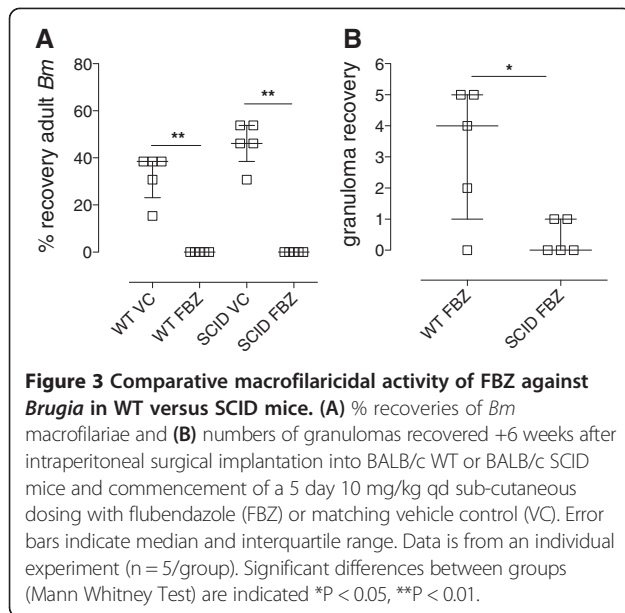 A
B
80
60
40
20
0
% recovery adult Bm
**
**
WT VC
WT FBZ
SCID VC
SCID FBZ
6
5
4
3
2
1
0
granuloma recovery
*
WT FBZ
SCID FBZ
Figure 3 Comparative macrofilaricidal activity of FBZ against
Brugia in WT versus SCID mice. (A) % recoveries of Bm
macrofilariae and (B) numbers of granulomas recovered +6 weeks after
intraperitoneal surgical implantation into BALB/c WT or BALB/c SCID
mice and commencement of a 5 day 10 mg/kg qd sub-cutaneous
dosing with flubendazole (FBZ) or matching vehicle control (VC). Error
bars indicate median and interquartile range. Data is from an individual
experiment (n = 5/group). Significant differences between groups
(Mann Whitney Test) are indicated *P < 0.05, **P < 0.01.